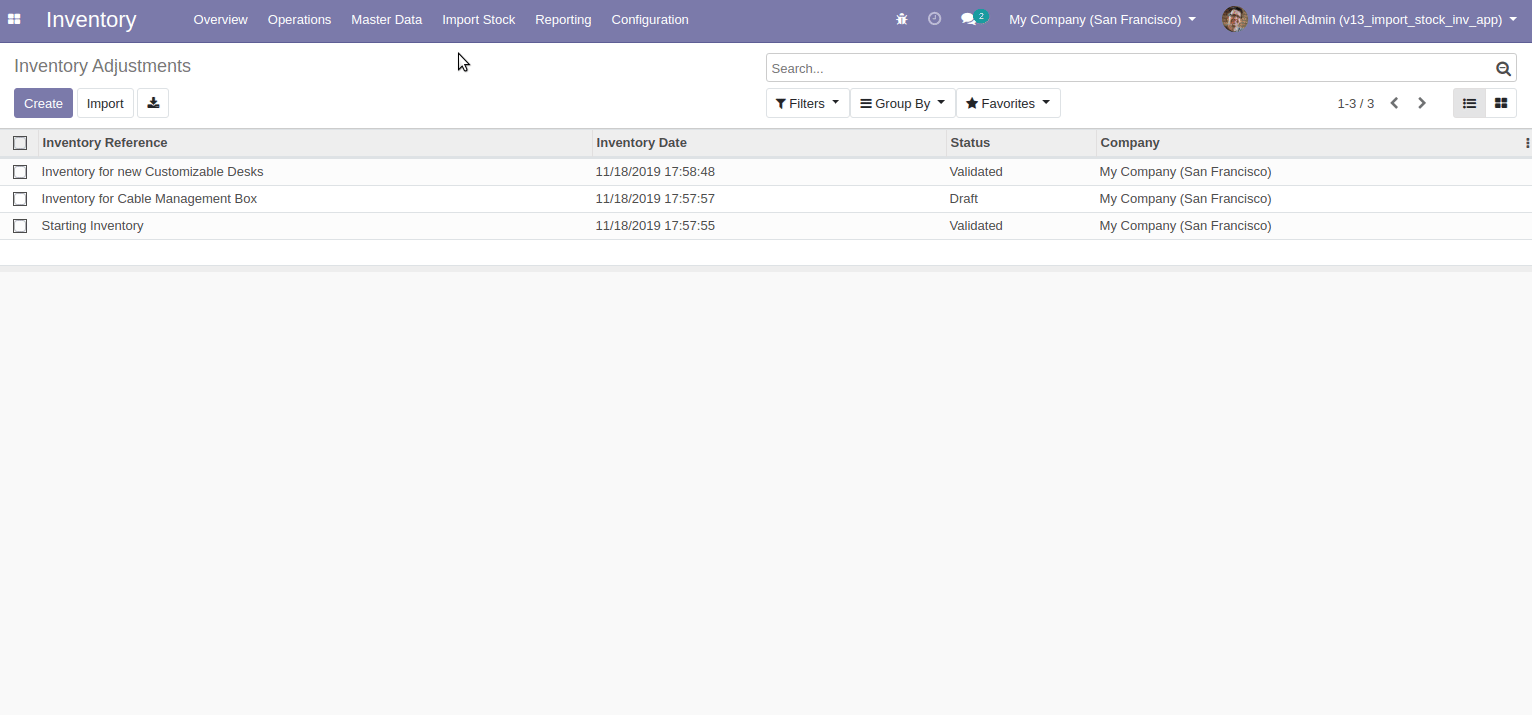 Inventory Overview Operations Master Data Import Stock Reporting Configuration 2 My Company (San Francisco) Mitchell Admin (v13_import_stock_inv_app)
Inventory Adjustments Search...
Create Import Filters Group By Favorites 1-3 / 3
Inventory Reference Inventory Date Status Company
Inventory for new Customizable Desks 11/18/2019 17:58:48 Validated My Company (San Francisco)
Inventory for Cable Management Box 11/18/2019 17:57:57 Draft My Company (San Francisco)
Starting Inventory 11/18/2019 17:57:55 Validated My Company (San Francisco)